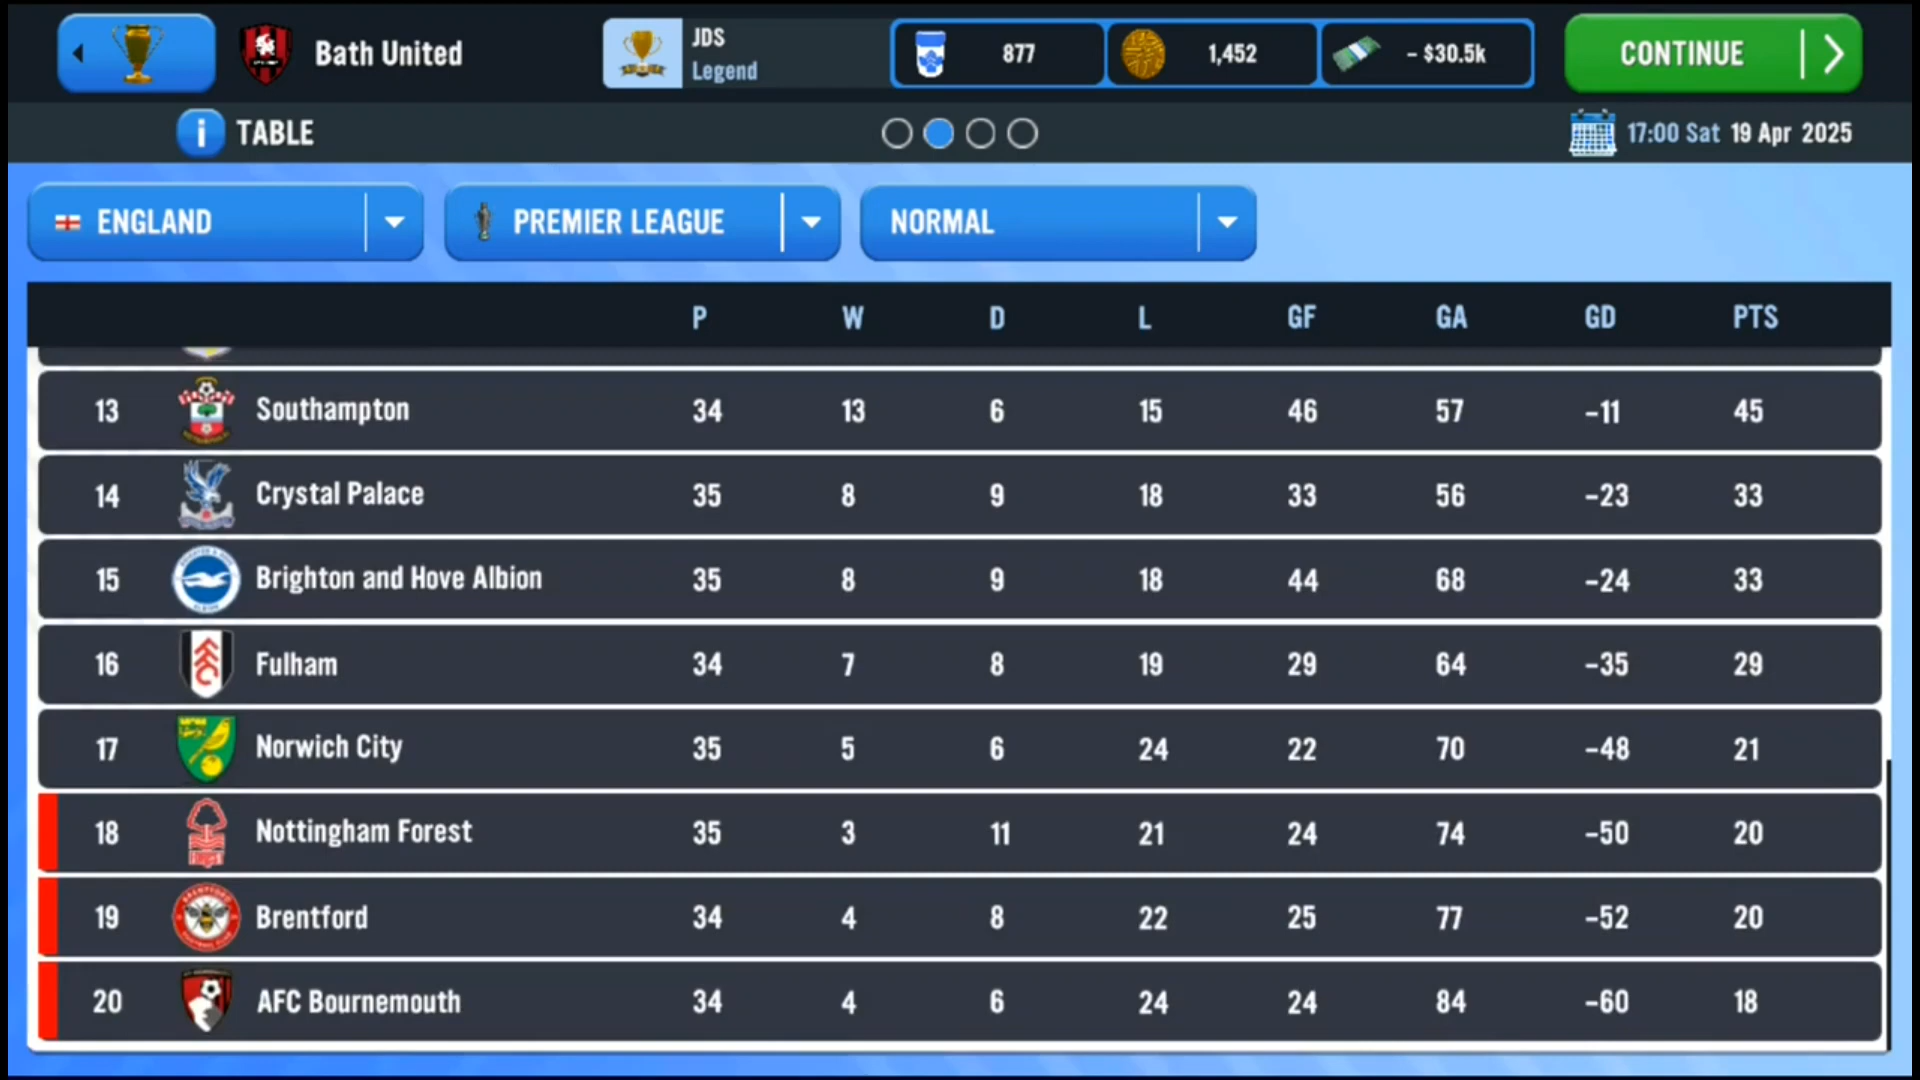 Bath United
JDS
Legend
877
1,452
- $30.5k
CONTINUE
i TABLE
17:00 Sat 19 Apr 2025
ENGLAND
PREMIER LEAGUE
NORMAL
P W D L GF GA GD PTS
13 Southampton 34 13 6 15 46 57 -11 45
14 Crystal Palace 35 8 9 18 33 56 -23 33
15 Brighton and Hove Albion 35 8 9 18 44 68 -24 33
16 Fulham 34 7 8 19 29 64 -35 29
17 Norwich City 35 5 6 24 22 70 -48 21
18 Nottingham Forest 35 3 11 21 24 74 -50 20
19 Brentford 34 4 8 22 25 77 -52 20
20 AFC Bournemouth 34 4 6 24 24 84 -60 18